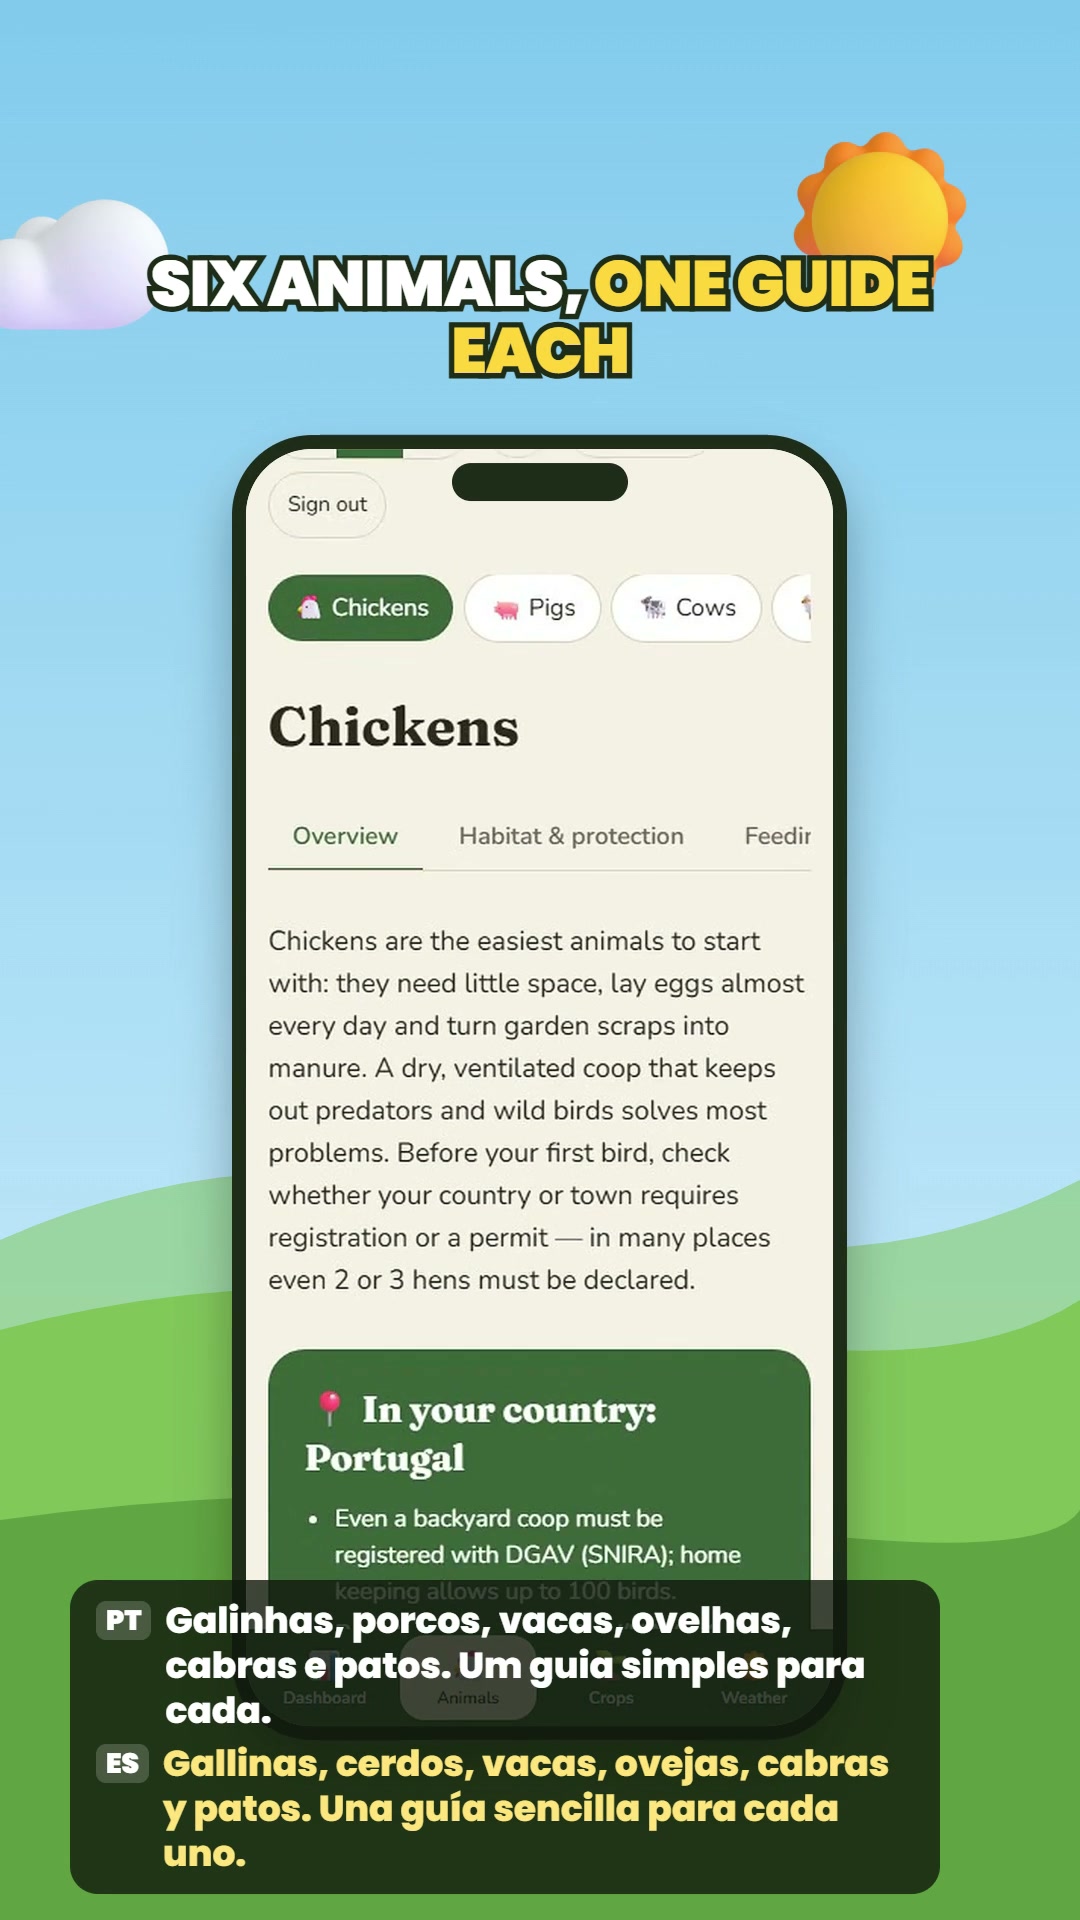 SIX ANIMALS, ONE GUIDE
EACH
Sign out
Chickens
Pigs
Cows
Chickens
Overview
Habitat & protection
Feedin
Chickens are the easiest animals to start
with: they need little space, lay eggs almost
every day and turn garden scraps into
manure. A dry, ventilated coop that keeps
out predators and wild birds solves most
problems. Before your first bird, check
whether your country or town requires
registration or a permit — in many places
even 2 or 3 hens must be declared.
In your country:
Portugal
• Even a backyard coop must be
registered with DGAV (SNIRA); home
keeping allows up to 100 birds.
PT Galinhas, porcos, vacas, ovelhas,
cabras e patos. Um guia simples para
cada.
Dashboard
Animals
Crops
Weather
ES Gallinas, cerdos, vacas, ovejas, cabras
y patos. Una guía sencilla para cada
uno.